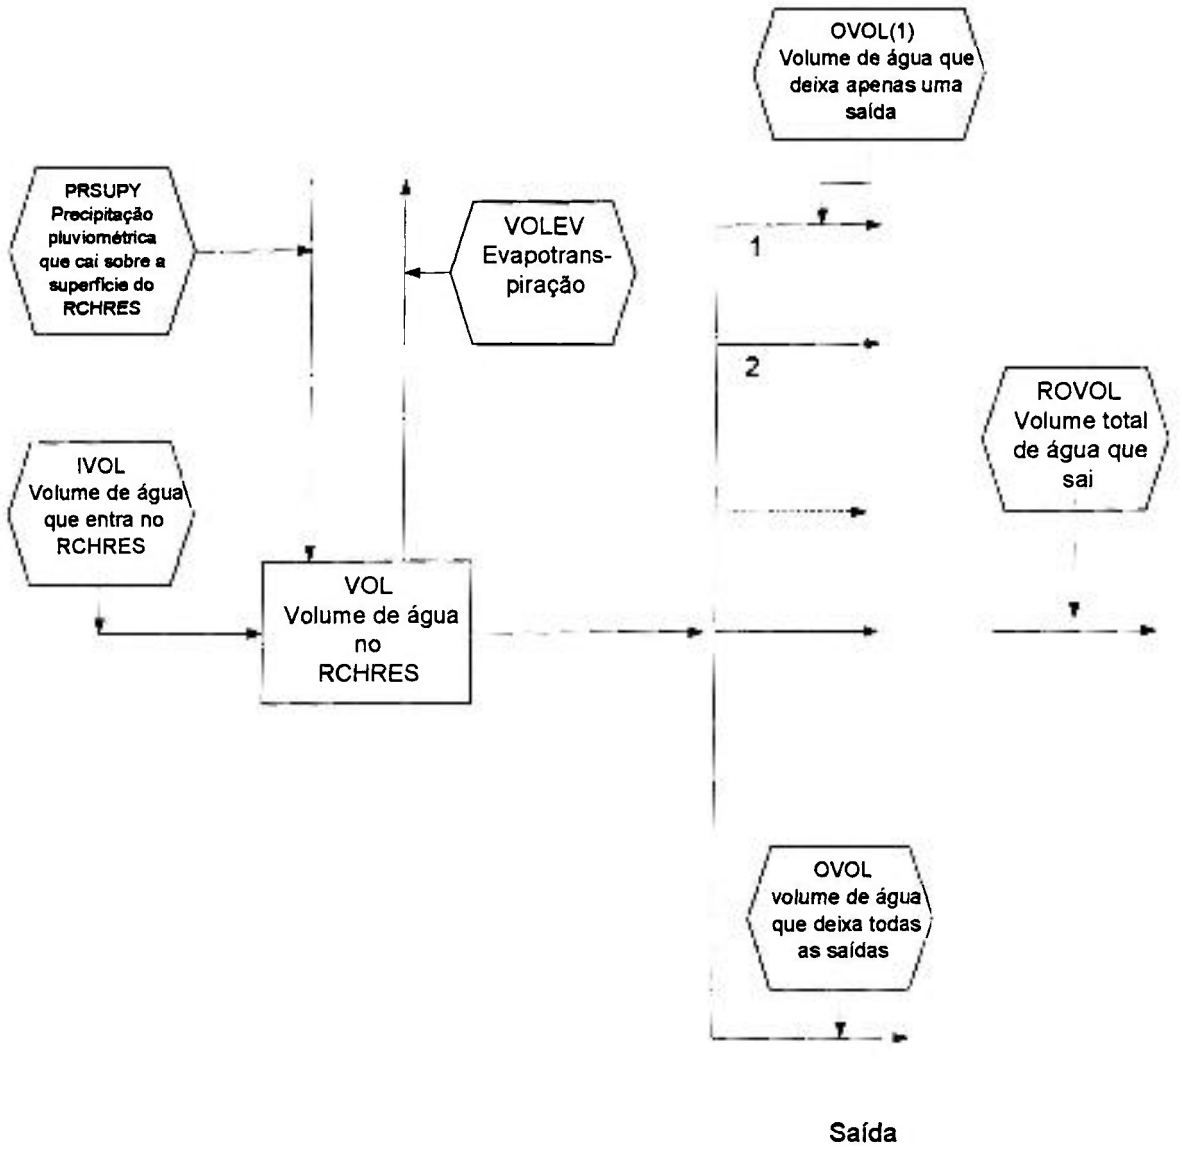 OVOL(1)
Volume de água que
deixa apenas uma
saída
PRSUPY
Precipitação
pluviométrica
que cai sobre a
superfície do
RCHRES
VOLEV
Evapotrans-
piração
1
2
ROVOL
Volume total
de água que
sai
IVOL
Volume de água
que entra no
RCHRES
VOL
Volume de água
no
RCHRES
OVOL
volume de água
que deixa todas
as saídas
Saída